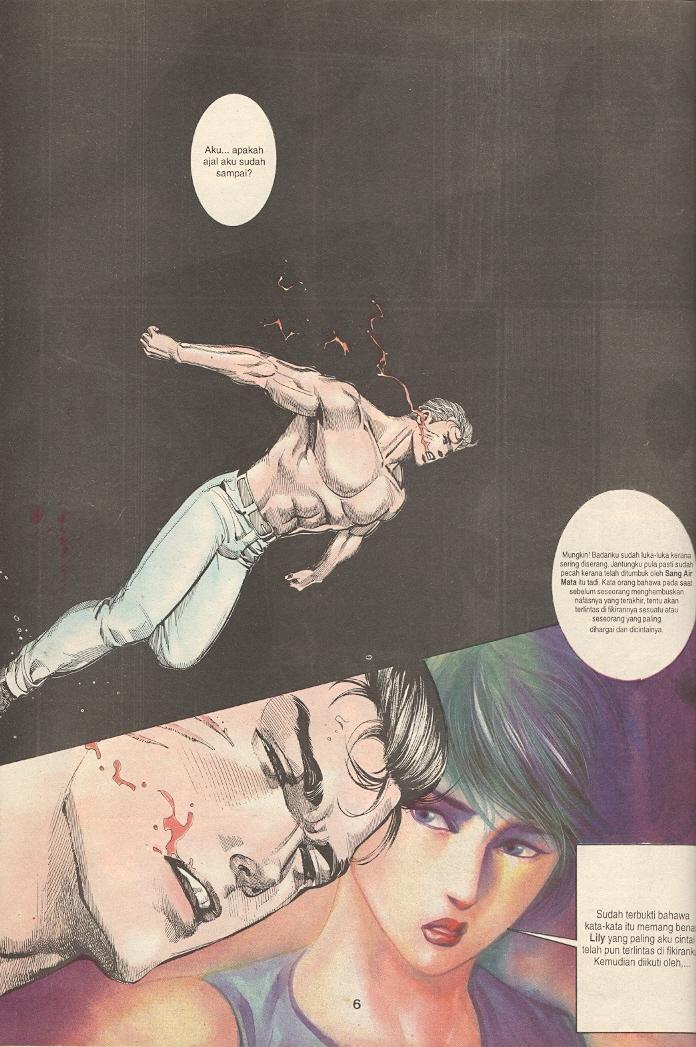 Aku... apakah
ajal aku sudah
sampai?
Mungkin! Badanku sudah luka-luka kerana
sering diserang. Jantungku pula pasti sudah
pecah kerana telah ditumbuk oleh Sang Air
Mata itu tadi. Kata orang bahawa pada saat
sebelum seseorang menghembuskan
nafasnya yang terakhir, tentu akan
terlintas di fikirannya sesuatu atau
seseorang yang paling
dihargai dan dicintainya.
Sudah terbukti bahawa
kata-kata itu memang bena
Lily yang paling aku cinta
telah pun terlintas di fikiran
Kemudian diikuti oleh....
6